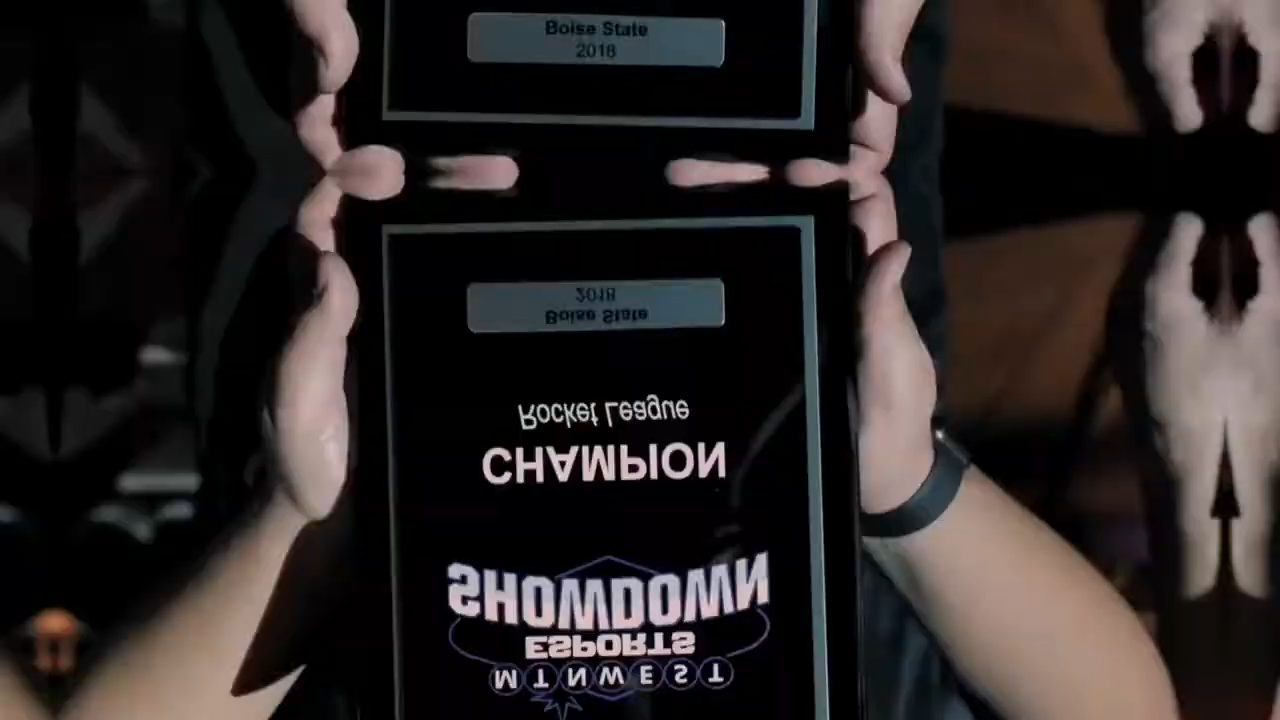 Boise State
2018
2018
Boise State
Rocket League
CHAMPION
SHOWDOWN
ESPORTS
MTNWEST